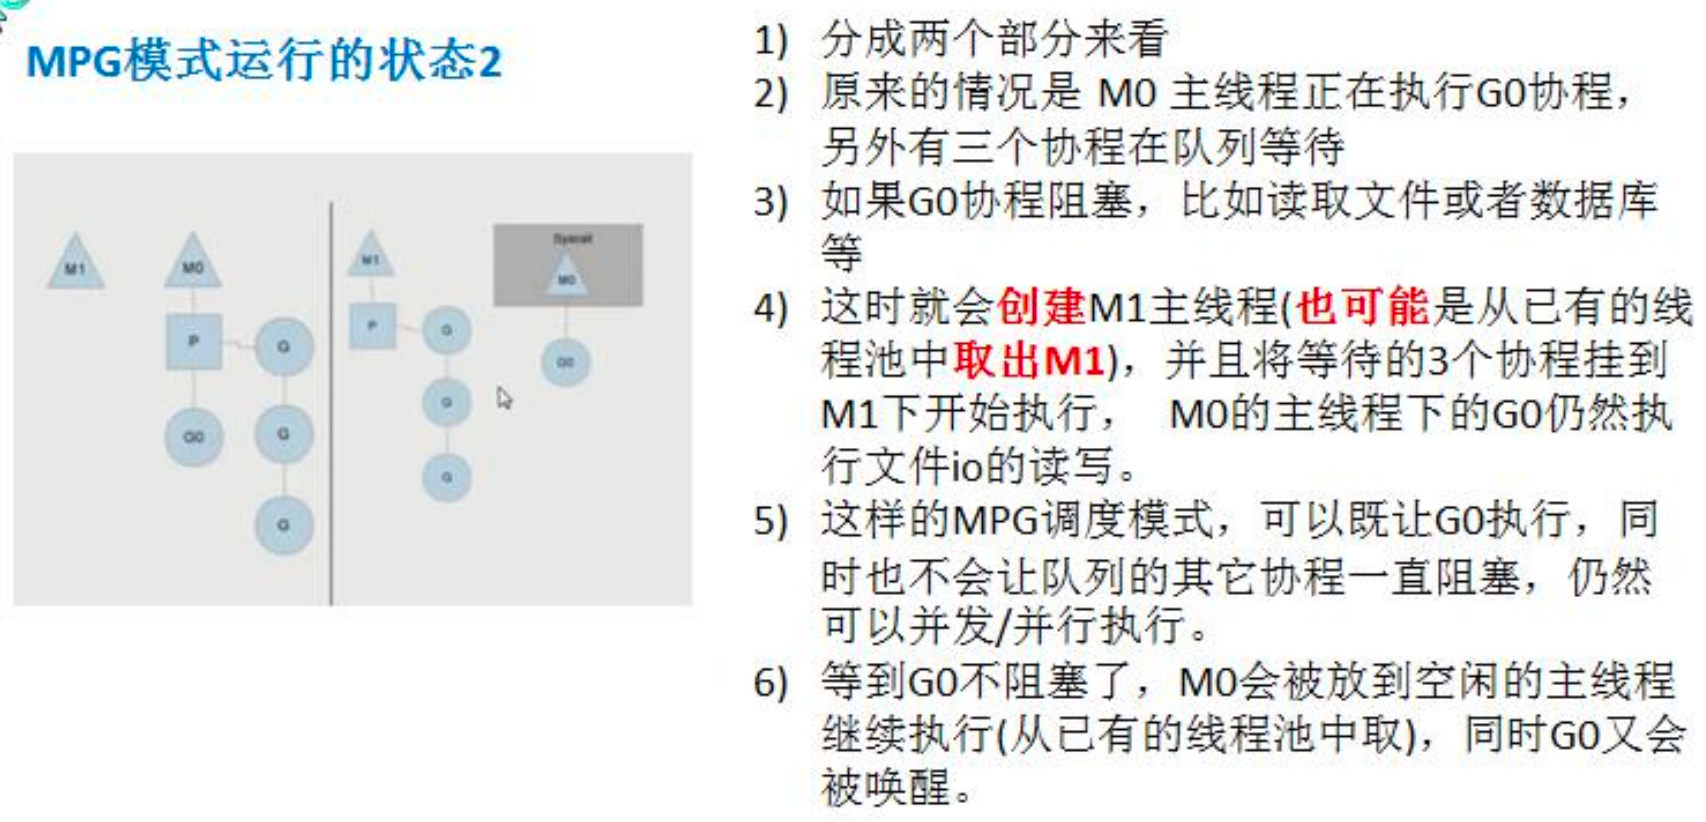 MPG模式运行的状态2
M1
M0
P
G
G0
G
G
M1
P
G
G
G
Syscall
M0
G0
1) 分成两个部分来看
2) 原来的情况是 M0 主线程正在执行G0协程，
另外有三个协程在队列等待
3) 如果G0协程阻塞，比如读取文件或者数据库
等
4) 这时就会创建M1主线程(也可能是从已有的线
程池中取出M1)，并且将等待的3个协程挂到
M1下开始执行， M0的主线程下的G0仍然执
行文件io的读写。
5) 这样的MPG调度模式，可以既让G0执行，同
时也不会让队列的其它协程一直阻塞，仍然
可以并发/并行执行。
6) 等到G0不阻塞了，M0会被放到空闲的主线程
继续执行(从已有的线程池中取)，同时G0又会
被唤醒。